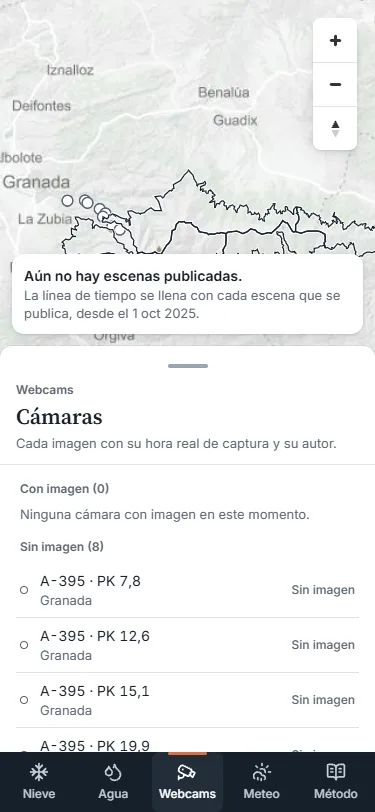 Iznalloz
Benalúa
Deifontes
Guadix
lbolote
Granada
La Zubia
Aún no hay escenas publicadas.
La línea de tiempo se llena con cada escena que se
publica, desde el 1 oct 2025.
Órgiva
Webcams
Cámaras
Cada imagen con su hora real de captura y su autor.
Con imagen (0)
Ninguna cámara con imagen en este momento.
Sin imagen (8)
A-395 · PK 7,8
Sin imagen
Granada
A-395 · PK 12,6
Sin imagen
Granada
A-395 · PK 15,1
Sin imagen
Granada
A-395 · PK 19,9
Nieve
Agua
Webcams
Meteo
Método